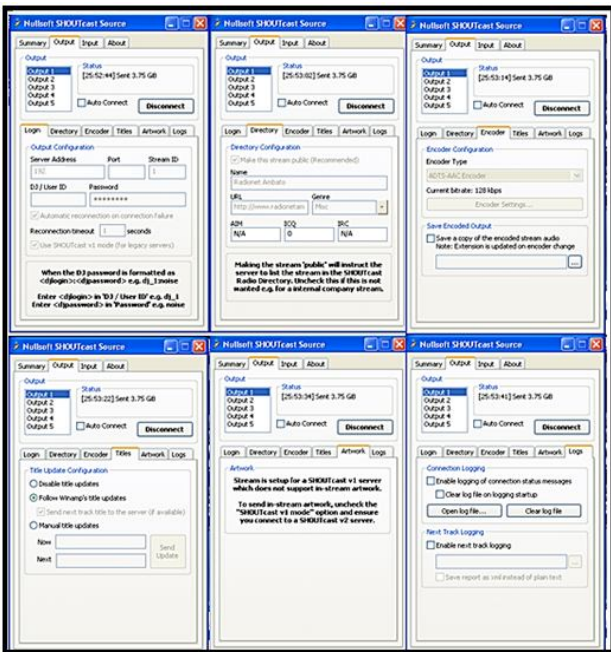 Nullsoft SHOUTcast Source
Summary Output Input About
Output
Output 1
Output 2
Output 3
Output 4
Output 5
Status
[25:52:44] Sent 3.75 GB
Auto Connect
Disconnect
Login Directory Encoder Titles Artwork Logs
Output Configuration
Server Address Port Stream ID
192 1
DJ / User ID Password
********
Automatic reconnection on connection failure
Reconnection timeout 1 seconds
Use SHOUTcast v1 mode (for legacy servers)
When the DJ password is formatted as
<djlogin>:<djpassword> e.g. dj_1:noise
Enter <djlogin> in 'DJ / User ID' e.g. dj_1
Enter <djpassword> in 'Password' e.g. noise
Nullsoft SHOUTcast Source
Summary Output Input About
Output
Output 1
Output 2
Output 3
Output 4
Output 5
Status
[25:53:02] Sent 3.75 GB
Auto Connect
Disconnect
Login Directory Encoder Titles Artwork Logs
Directory Configuration
Make this stream public (Recommended)
Name
Radionet Ambato
URL Genre
http://www.radionetam Misc
AIM ICQ IRC
N/A 0 N/A
Making the stream 'public' will instruct the
server to list the stream in the SHOUTcast
Radio Directory. Uncheck this if this is not
wanted e.g. for a internal company stream.
Nullsoft SHOUTcast Source
Summary Output Input About
Output
Output 1
Output 2
Output 3
Output 4
Output 5
Status
[25:53:14] Sent 3.75 GB
Auto Connect
Disconnect
Login Directory Encoder Titles Artwork Logs
Encoder Configuration
Encoder Type
ADTS-AAC Encoder
Current bitrate: 128 kbps
Encoder Settings...
Save Encoded Output
Save a copy of the encoded stream audio
Note: Extension is updated on encoder change
...
Nullsoft SHOUTcast Source
Summary Output Input About
Output
Output 1
Output 2
Output 3
Output 4
Output 5
Status
[25:53:22] Sent 3.75 GB
Auto Connect
Disconnect
Login Directory Encoder Titles Artwork Logs
Title Update Configuration
Disable title updates
Follow Winamp's title updates
Send next track title to the server (if available)
Manual title updates
Now
Next
Send
Update
Nullsoft SHOUTcast Source
Summary Output Input About
Output
Output 1
Output 2
Output 3
Output 4
Output 5
Status
[25:53:34] Sent 3.75 GB
Auto Connect
Disconnect
Login Directory Encoder Titles Artwork Logs
Artwork
Stream is setup for a SHOUTcast v1 server
which does not support in-stream artwork.
To send in-stream artwork, uncheck the
"SHOUTcast v1 mode" option and ensure
you connect to a SHOUTcast v2 server.
Nullsoft SHOUTcast Source
Summary Output Input About
Output
Output 1
Output 2
Output 3
Output 4
Output 5
Status
[25:53:41] Sent 3.75 GB
Auto Connect
Disconnect
Login Directory Encoder Titles Artwork Logs
Connection Logging
Enable logging of connection status messages
Clear log file on logging startup
Open log file... Clear log file
Next Track Logging
Enable next track logging
...
Save report as xml instead of plain text